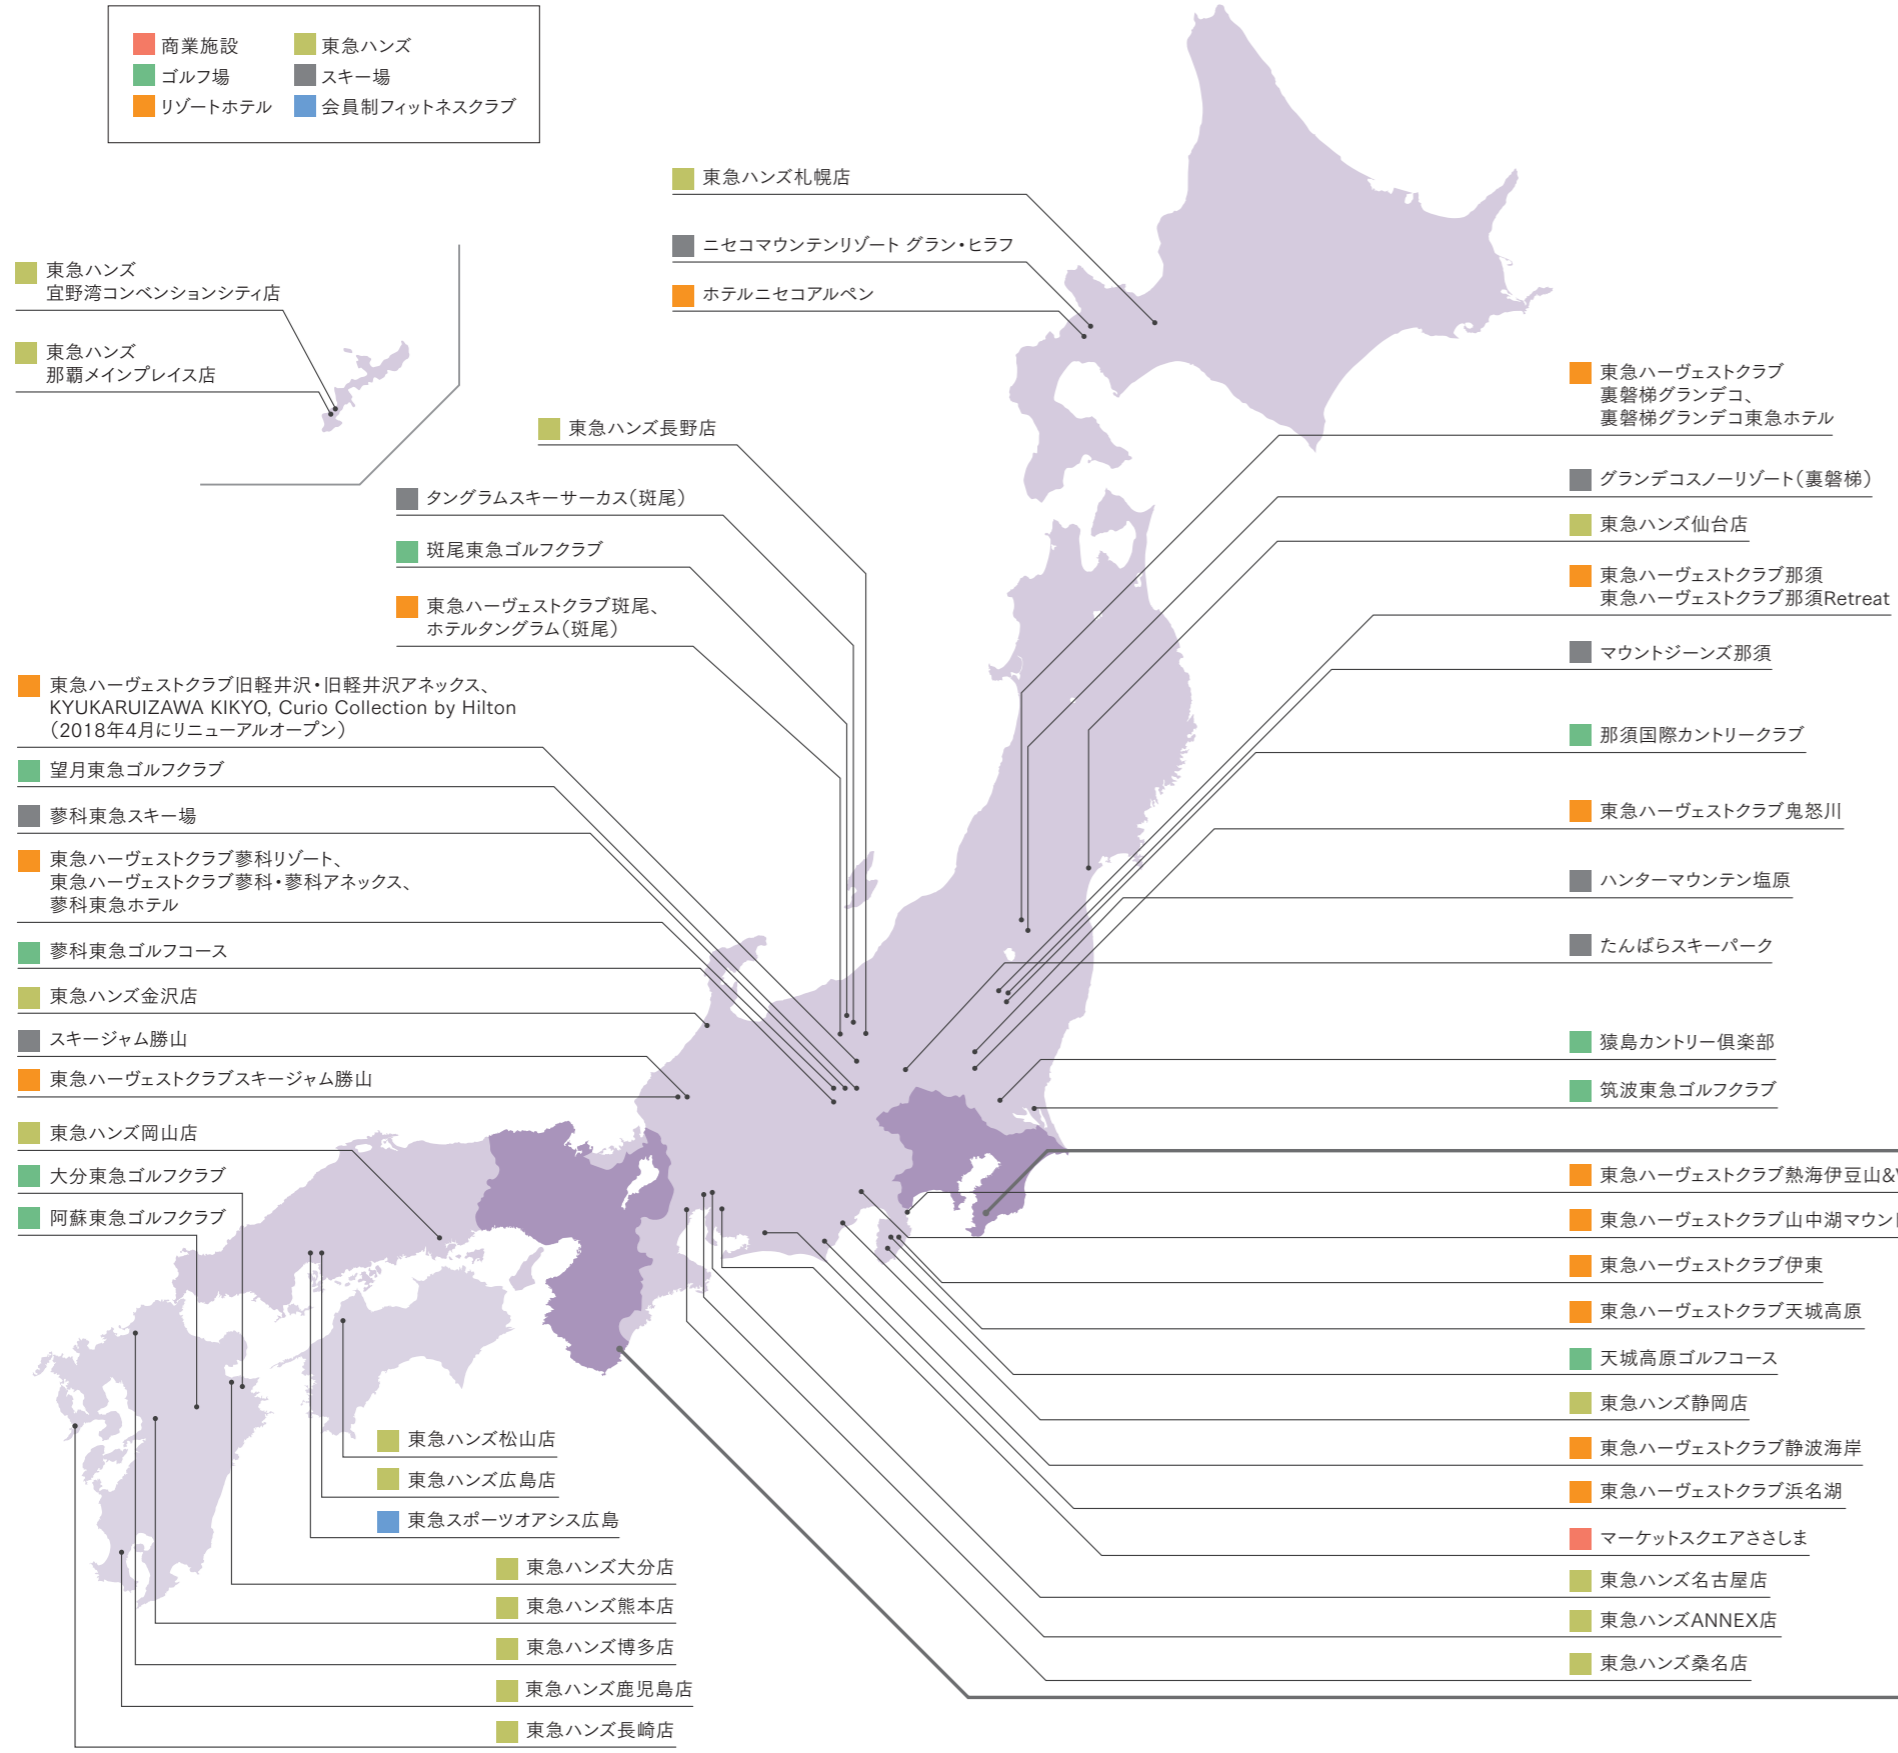 商業施設
東急ハンズ
ゴルフ場
スキー場
リゾートホテル
会員制フィットネスクラブ
東急ハンズ
宜野湾コンベンションシティ店
東急ハンズ
那覇メインプレイス店
東急ハンズ札幌店
ニセコマウンテンリゾート グラン・ヒラフ
ホテルニセコアルペン
東急ハンズ長野店
タングラムスキーサーカス(斑尾)
斑尾東急ゴルフクラブ
東急ハーヴェストクラブ斑尾、
ホテルタングラム(斑尾)
東急ハーヴェストクラブ旧軽井沢・旧軽井沢アネックス、
KYUKARUIZAWA KIKYO, Curio Collection by Hilton
(2018年4月にリニューアルオープン)
望月東急ゴルフクラブ
蓼科東急スキー場
東急ハーヴェストクラブ蓼科リゾート、
東急ハーヴェストクラブ蓼科・蓼科アネックス、
蓼科東急ホテル
蓼科東急ゴルフコース
東急ハンズ金沢店
スキージャム勝山
東急ハーヴェストクラブスキージャム勝山
東急ハンズ岡山店
大分東急ゴルフクラブ
阿蘇東急ゴルフクラブ
東急ハンズ松山店
東急ハンズ広島店
東急スポーツオアシス広島
東急ハンズ大分店
東急ハンズ熊本店
東急ハンズ博多店
東急ハンズ鹿児島店
東急ハンズ長崎店
東急ハーヴェストクラブ
裏磐梯グランデコ、
裏磐梯グランデコ東急ホテル
グランデコスノーリゾート(裏磐梯)
東急ハンズ仙台店
東急ハーヴェストクラブ那須
東急ハーヴェストクラブ那須Retreat
マウントジーンズ那須
那須国際カントリークラブ
東急ハーヴェストクラブ鬼怒川
ハンターマウンテン塩原
たんばらスキーパーク
猿島カントリー倶楽部
筑波東急ゴルフクラブ
東急ハーヴェストクラブ熱海伊豆山&
東急ハーヴェストクラブ山中湖マウン
東急ハーヴェストクラブ伊東
東急ハーヴェストクラブ天城高原
天城高原ゴルフコース
東急ハンズ静岡店
東急ハーヴェストクラブ静波海岸
東急ハーヴェストクラブ浜名湖
マーケットスクエアささしま
東急ハンズ名古屋店
東急ハンズANNEX店
東急ハンズ桑名店